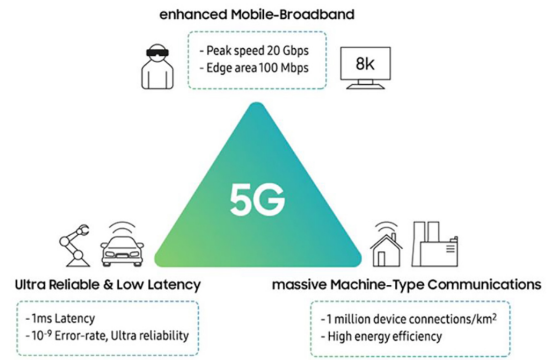 enhanced Mobile-Broadband
- Peak speed 20 Gbps
- Edge area 100 Mbps
8k
5G
Ultra Reliable & Low Latency
massive Machine-Type Communications
- 1ms Latency
- 10⁻⁹ Error-rate, Ultra reliability
- 1 million device connections/km²
- High energy efficiency